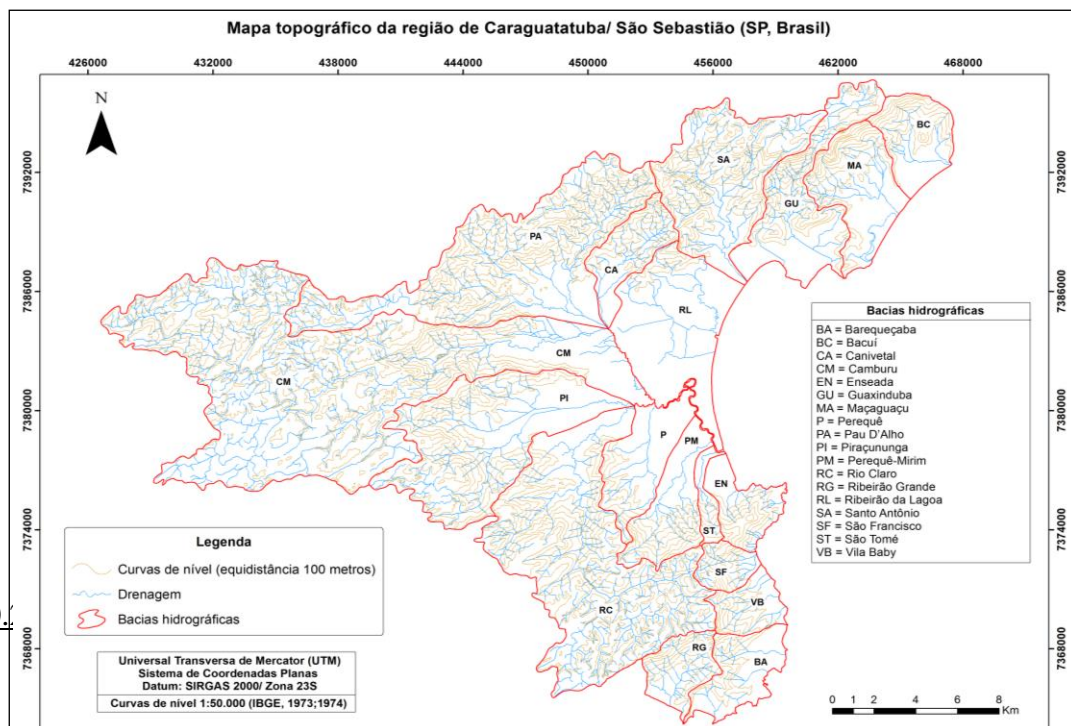 Mapa topográfico da região de Caraguatatuba/ São Sebastião (SP, Brasil)
426000 432000 438000 444000 450000 456000 462000 468000
N
7392000 7392000
7386000 7386000
7380000 7380000
7374000 7374000
7368000 7368000
BC
SA
MA
GU
PA
CA
RL
CM
CM
PI
P
PM
EN
ST
SF
RC
VB
RG
BA
Bacias hidrográficas
BA = Barequeçaba
BC = Bacuí
CA = Canivetal
CM = Camburu
EN = Enseada
GU = Guaxinduba
MA = Maçaguaçu
P = Perequê
PA = Pau D'Alho
PI = Piraçununga
PM = Perequê-Mirim
RC = Rio Claro
RG = Ribeirão Grande
RL = Ribeirão da Lagoa
SA = Santo Antônio
SF = São Francisco
ST = São Tomé
VB = Vila Baby
Legenda
Curvas de nível (equidistância 100 metros)
Drenagem
Bacias hidrográficas
Universal Transversa de Mercator (UTM)
Sistema de Coordenadas Planas
Datum: SIRGAS 2000/ Zona 23S
Curvas de nível 1:50.000 (IBGE, 1973;1974)
0 1 2 4 6 8
Km